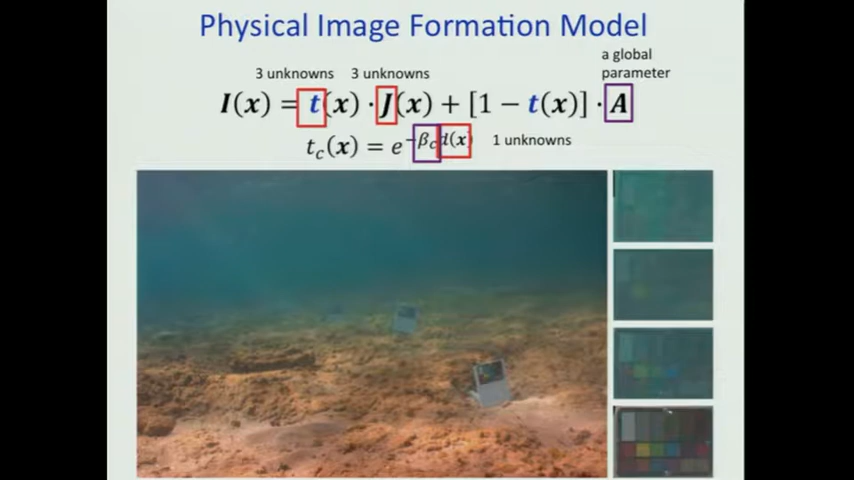 Physical Image Formation Model
a global
parameter
3 unknowns 3 unknowns
I(x) = t(x) · J(x) + [1 − t(x)] · A
t_c(x) = e^{−β_c d(x)} 1 unknowns